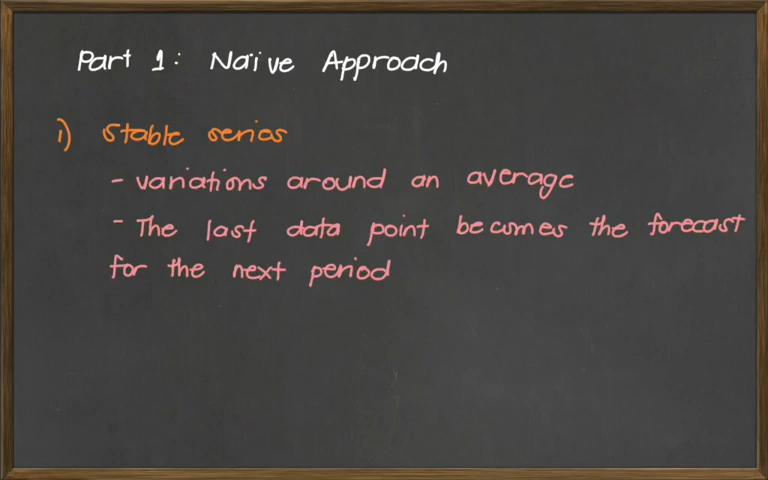 Part 1: Naive Approach
1) stable series
- variations around an average
- The last data point becomes the forecast
for the next period